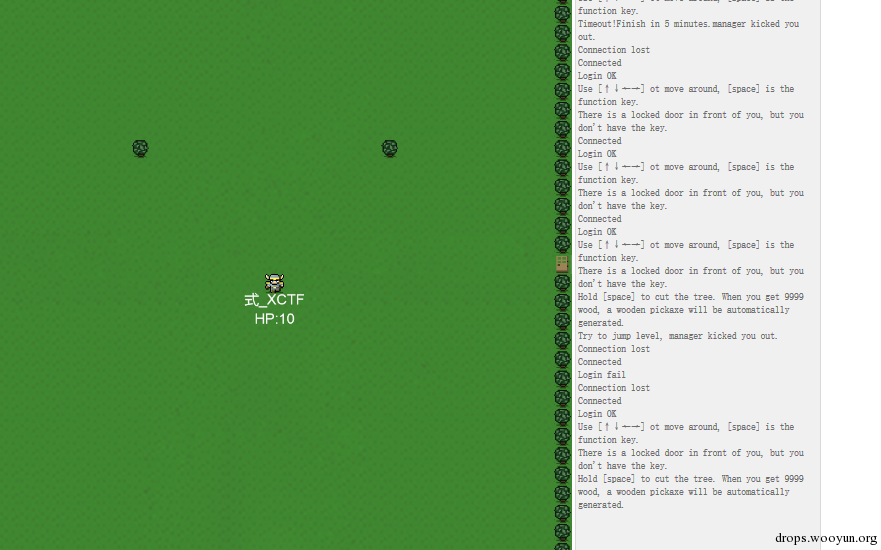 式_XCTF
HP:10
function key.
Timeout!Finish in 5 minutes.manager kicked you
out.
Connection lost
Connected
Login OK
Use [↑↓←→] ot move around, [space] is the
function key.
There is a locked door in front of you, but you
don't have the key.
Connected
Login OK
Use [↑↓←→] ot move around, [space] is the
function key.
There is a locked door in front of you, but you
don't have the key.
Connected
Login OK
Use [↑↓←→] ot move around, [space] is the
function key.
There is a locked door in front of you, but you
don't have the key.
Hold [space] to cut the tree. When you get 9999
wood, a wooden pickaxe will be automatically
generated.
Try to jump level, manager kicked you out.
Connection lost
Connected
Login fail
Connection lost
Connected
Login OK
Use [↑↓←→] ot move around, [space] is the
function key.
There is a locked door in front of you, but you
don't have the key.
Hold [space] to cut the tree. When you get 9999
wood, a wooden pickaxe will be automatically
generated.
drops.wooyun.org